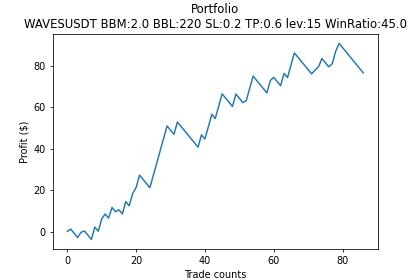 Portfolio
WAVESUSDT BBM:2.0 BBL:220 SL:0.2 TP:0.6 lev:15 WinRatio:45.0
80
60
40
20
0
Profit ($)
0 20 40 60 80
Trade counts